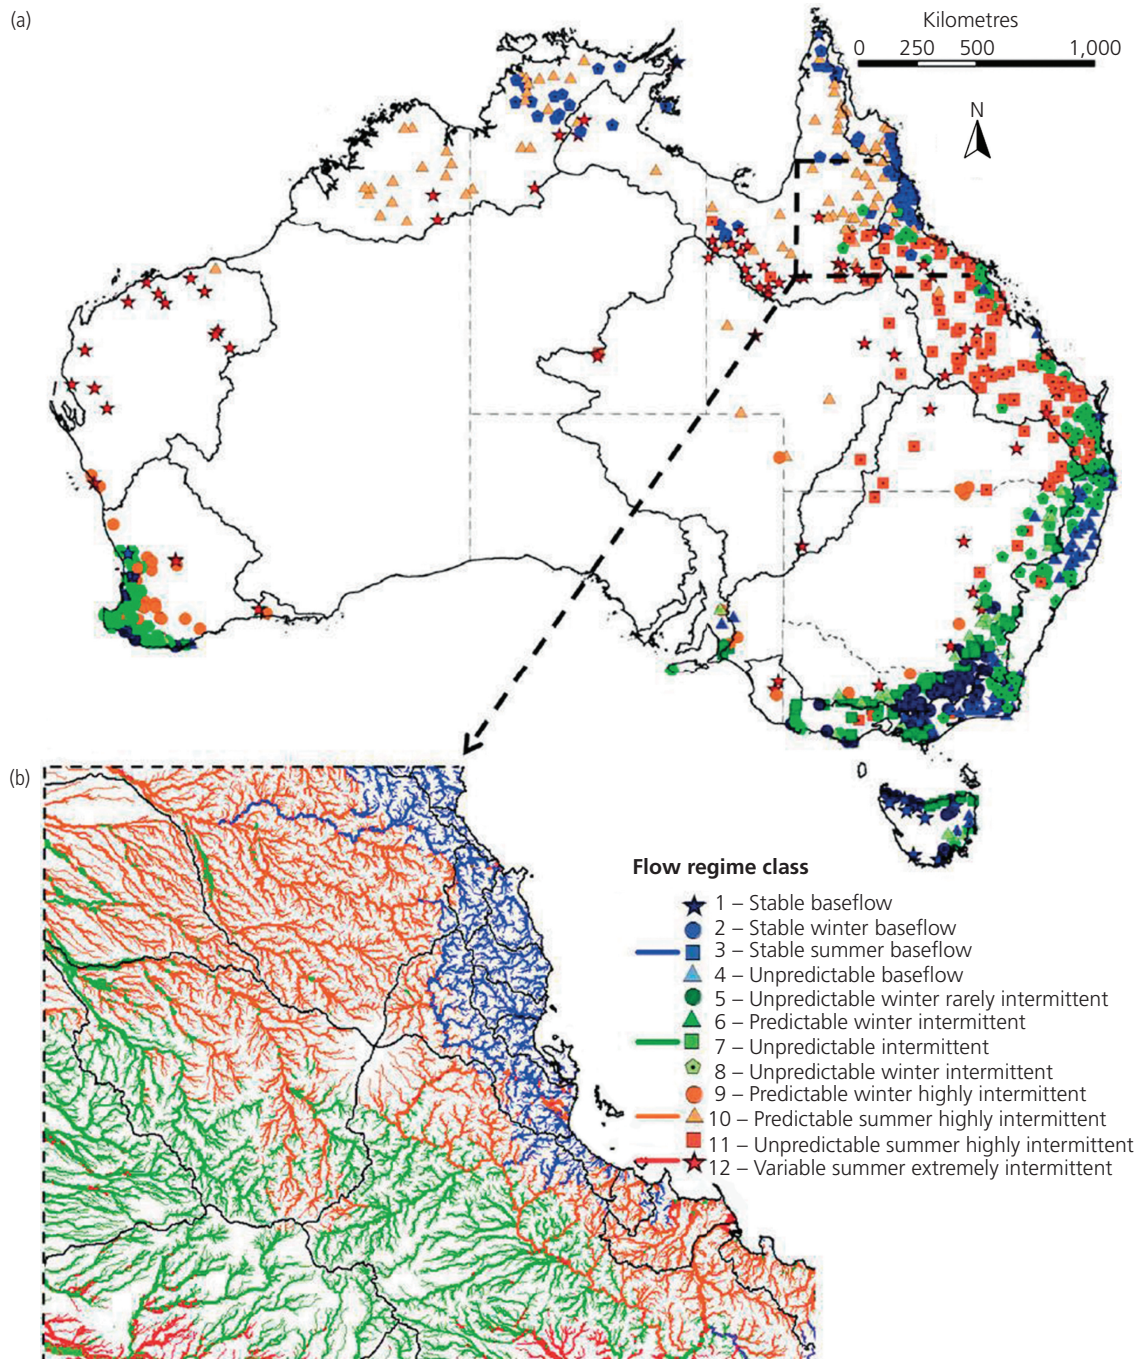 (a)
Kilometres
0 250 500 1,000
N
(b)
Flow regime class
1 – Stable baseflow
2 – Stable winter baseflow
3 – Stable summer baseflow
4 – Unpredictable baseflow
5 – Unpredictable winter rarely intermittent
6 – Predictable winter intermittent
7 – Unpredictable intermittent
8 – Unpredictable winter intermittent
9 – Predictable winter highly intermittent
10 – Predictable summer highly intermittent
11 – Unpredictable summer highly intermittent
12 – Variable summer extremely intermittent